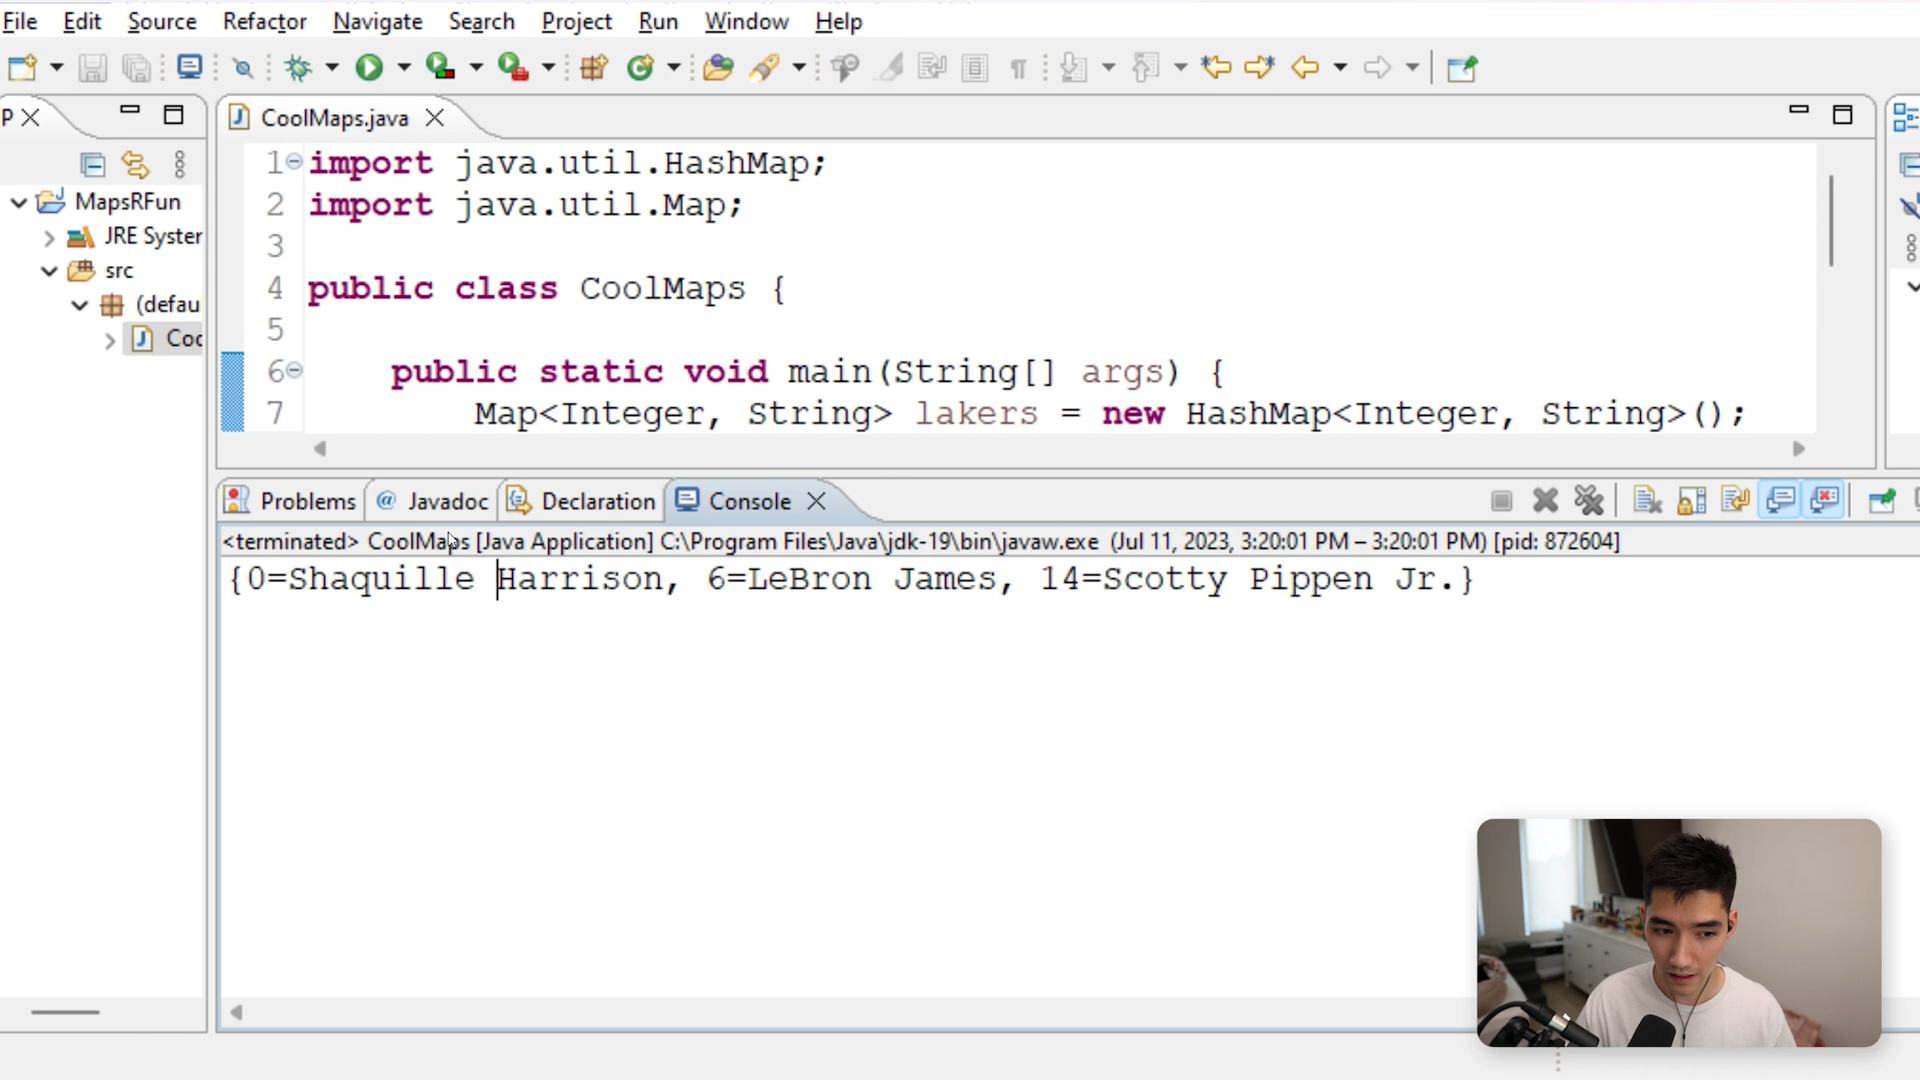 File Edit Source Refactor Navigate Search Project Run Window Help
P
CoolMaps.java
MapsRFun
JRE Syster
src
(defau
Coo
1 import java.util.HashMap;
2 import java.util.Map;
3
4 public class CoolMaps {
5
6 public static void main(String[] args) {
7 Map<Integer, String> lakers = new HashMap<Integer, String>();
Problems @ Javadoc Declaration Console
<terminated> CoolMaps [Java Application] C:\Program Files\Java\jdk-19\bin\javaw.exe (Jul 11, 2023, 3:20:01 PM – 3:20:01 PM) [pid: 872604]
{0=Shaquille Harrison, 6=LeBron James, 14=Scotty Pippen Jr.}